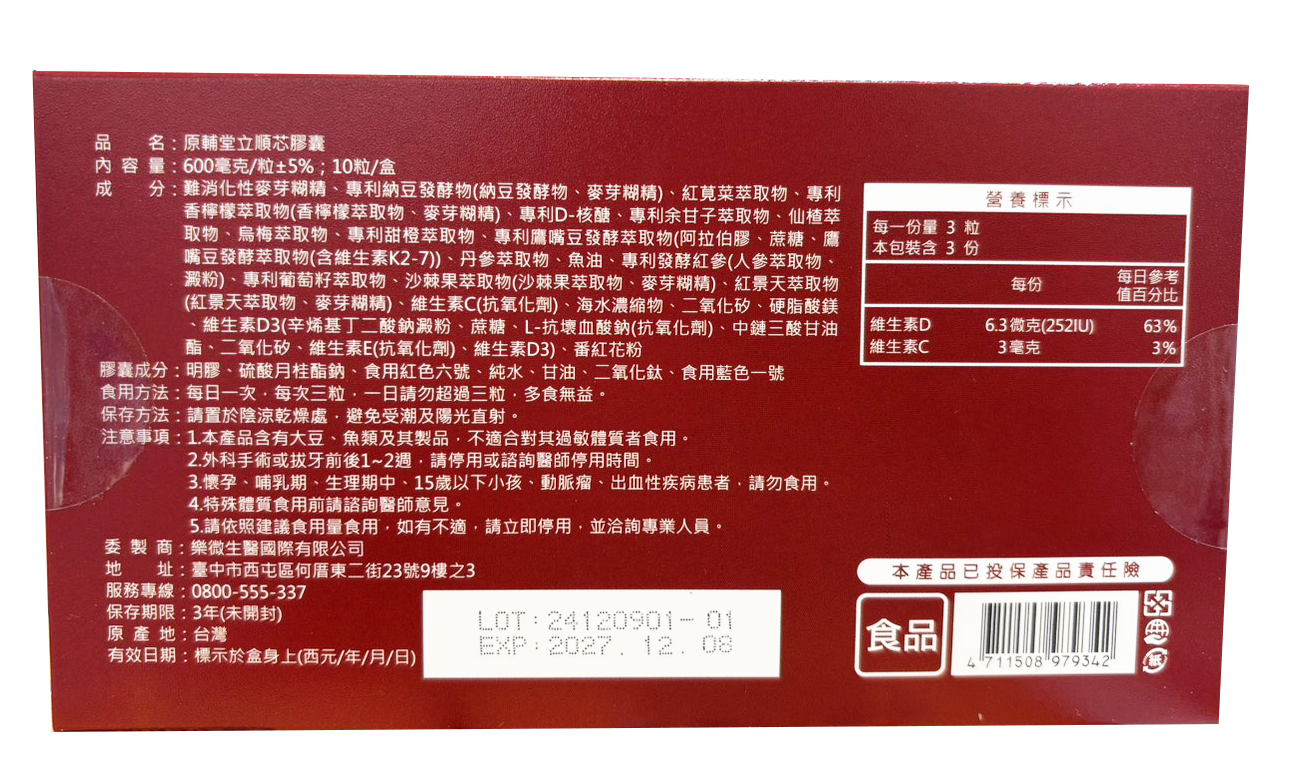 品　　名：原輔堂立順芯膠囊
內 容 量：600毫克/粒±5%；10粒/盒
成　　分：難消化性麥芽糊精、專利納豆發酵物(納豆發酵物、麥芽糊精)、紅莧菜萃取物、專利
香檸檬萃取物(香檸檬萃取物、麥芽糊精)、專利D-核醣、專利余甘子萃取物、仙楂萃
取物、烏梅萃取物、專利甜橙萃取物、專利鷹嘴豆發酵萃取物(阿拉伯膠、蔗糖、鷹
嘴豆發酵萃取物(含維生素K2-7))、丹參萃取物、魚油、專利發酵紅參(人參萃取物、
澱粉)、專利葡萄籽萃取物、沙棘果萃取物(沙棘果萃取物、麥芽糊精)、紅景天萃取物
(紅景天萃取物、麥芽糊精)、維生素C(抗氧化劑)、海水濃縮物、二氧化矽、硬脂酸鎂
、維生素D3(辛烯基丁二酸鈉澱粉、蔗糖、L-抗壞血酸鈉(抗氧化劑)、中鏈三酸甘油
酯、二氧化矽、維生素E(抗氧化劑)、維生素D3)、番紅花粉
膠囊成分：明膠、硫酸月桂酯鈉、食用紅色六號、純水、甘油、二氧化鈦、食用藍色一號
食用方法：每日一次，每次三粒，一日請勿超過三粒，多食無益。
保存方法：請置於陰涼乾燥處，避免受潮及陽光直射。
注意事項：1.本產品含有大豆、魚類及其製品，不適合對其過敏體質者食用。
2.外科手術或拔牙前後1~2週，請停用或諮詢醫師停用時間。
3.懷孕、哺乳期、生理期中、15歲以下小孩、動脈瘤、出血性疾病患者，請勿食用。
4.特殊體質食用前請諮詢醫師意見。
5.請依照建議食用量食用，如有不適，請立即停用，並洽詢專業人員。
委 製 商：樂微生醫國際有限公司
地　　址：臺中市西屯區何厝東二街23號9樓之3
服務專線：0800-555-337
保存期限：3年(未開封)
原 產 地：台灣
有效日期：標示於盒身上(西元/年/月/日)
LOT:24120901-01
EXP:2027.12.08
營養標示
每一份量 3 粒
本包裝含 3 份
每份 每日參考值百分比
維生素D 6.3微克(252IU) 63%
維生素C 3毫克 3%
本產品已投保產品責任險
食品
4 711508 979342
紙